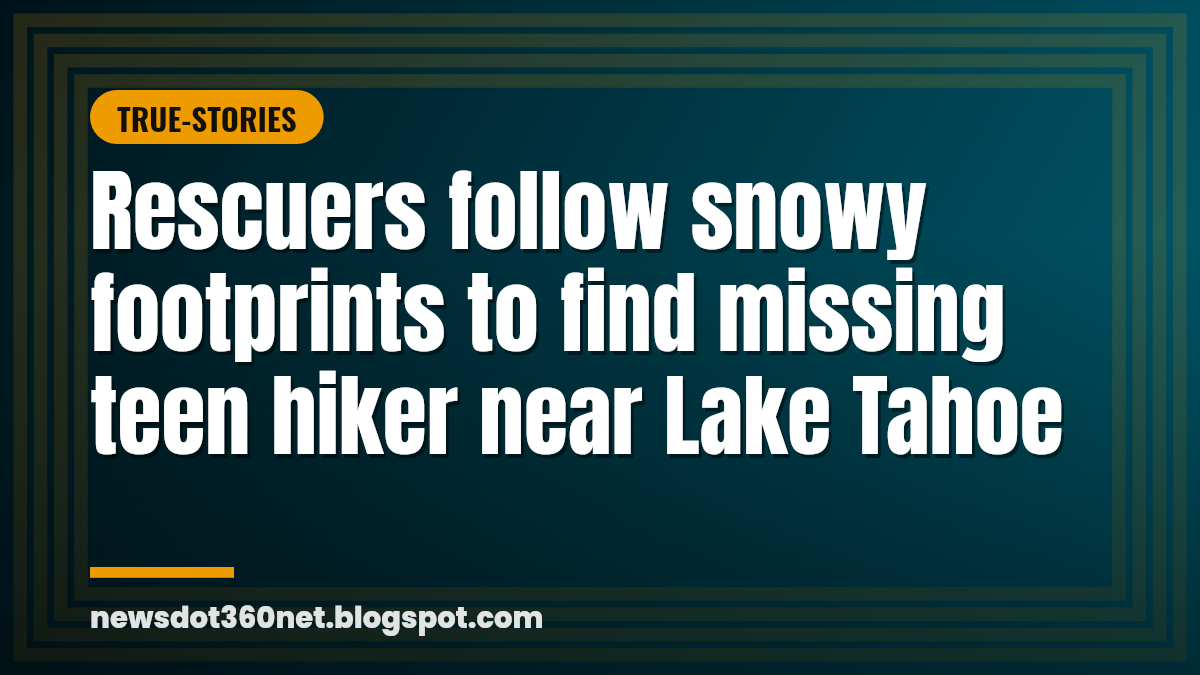 TRUE-STORIES
Rescuers follow snowy
footprints to find missing
teen hiker near Lake Tahoe
newsdot360net.blogspot.com